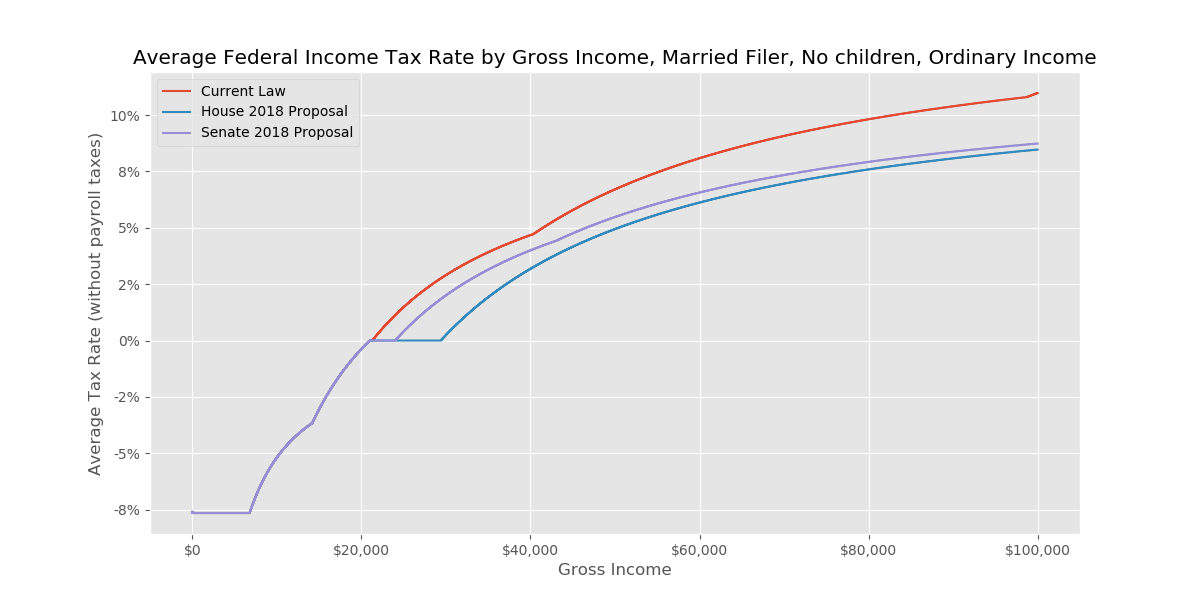 Average Federal Income Tax Rate by Gross Income, Married Filer, No children, Ordinary Income
Current Law
House 2018 Proposal
Senate 2018 Proposal
10%
8%
5%
2%
0%
-2%
-5%
-8%
Average Tax Rate (without payroll taxes)
$0
$20,000
$40,000
$60,000
$80,000
$100,000
Gross Income